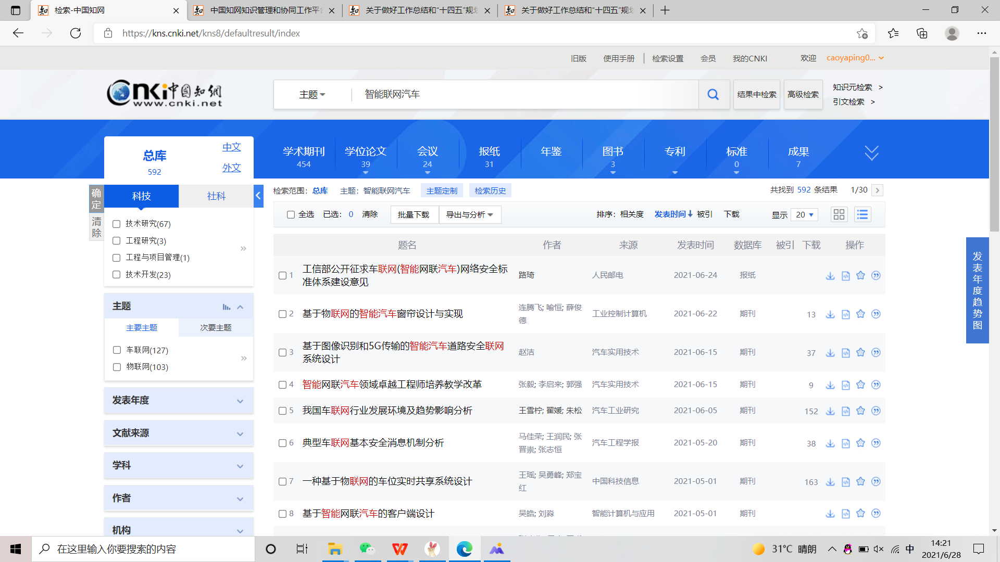 检索-中国知网
中国知网知识管理和协同工作平台
关于做好工作总结和"十四五"规划
关于做好工作总结和"十四五"规划
https://kns.cnki.net/kns8/defaultresult/index
旧版 使用手册 检索设置 会员 我的CNKI 欢迎 caoyaping0...
Cnki中国知网
www.cnki.net
主题 智能联网汽车 结果中检索 高级检索
知识元检索 >
引文检索 >
总库 592 中文 外文
学术期刊 454
学位论文 39
会议 24
报纸 31
年鉴
图书 3
专利
标准 0
成果 7
确定
清除
科技 社科
技术研究(67)
工程研究(3)
工程与项目管理(1)
技术开发(23)
主题
主要主题 次要主题
车联网(127)
物联网(103)
发表年度
文献来源
学科
作者
机构
检索范围：总库 主题：智能联网汽车 主题定制 检索历史 共找到 592 条结果 1/30
全选 已选：0 清除 批量下载 导出与分析 排序：相关度 发表时间↓ 被引 下载 显示 20
题名 作者 来源 发表时间 数据库 被引 下载 操作
1 工信部公开征求车联网(智能网联汽车)网络安全标准体系建设意见 路琦 人民邮电 2021-06-24 报纸
2 基于物联网的智能汽车窗帘设计与实现 连腾飞; 喻恒; 薛俊德 工业控制计算机 2021-06-22 期刊 13
3 基于图像识别和5G传输的智能汽车道路安全联网系统设计 赵洁 汽车实用技术 2021-06-15 期刊 37
4 智能网联汽车领域卓越工程师培养教学改革 张毅; 李启来; 郭强 汽车实用技术 2021-06-15 期刊 9
5 我国车联网行业发展环境及趋势影响分析 王雪柠; 翟媛; 朱松 汽车工业研究 2021-06-05 期刊 152
6 典型车联网基本安全消息机制分析 马佳荣; 王润民; 张晋崇; 张志恒 汽车工程学报 2021-05-20 期刊 38
7 一种基于物联网的车位实时共享系统设计 王瑶; 吴勇峰; 郑宝红 中国科技信息 2021-05-01 期刊 163
8 基于智能网联汽车的客户端设计 吴皓; 刘淼 智能计算机与应用 2021-05-01 期刊
发表年度趋势图
在这里输入你要搜索的内容
31°C 晴朗
中
14:21
2021/6/28